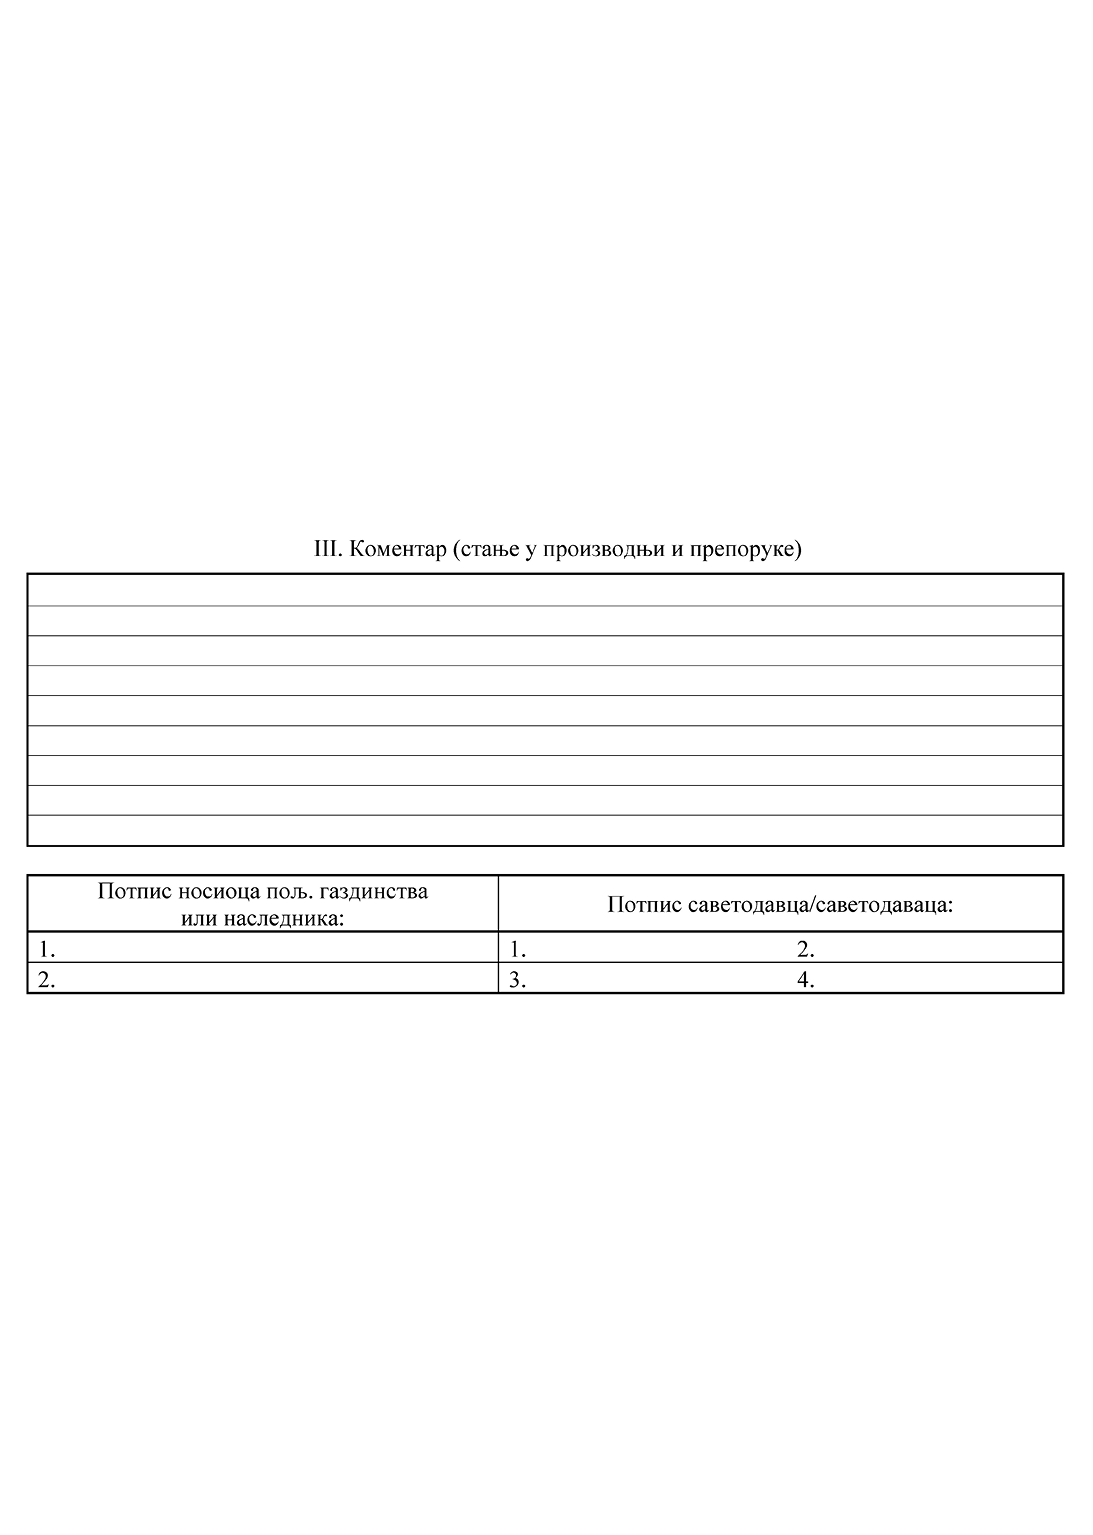 III. Коментар (стање у производњи и препоруке)
Потпис носиоца пољ. газдинства
или наследника:
Потпис саветодавца/саветодаваца:
1.
1. 2.
2.
3. 4.